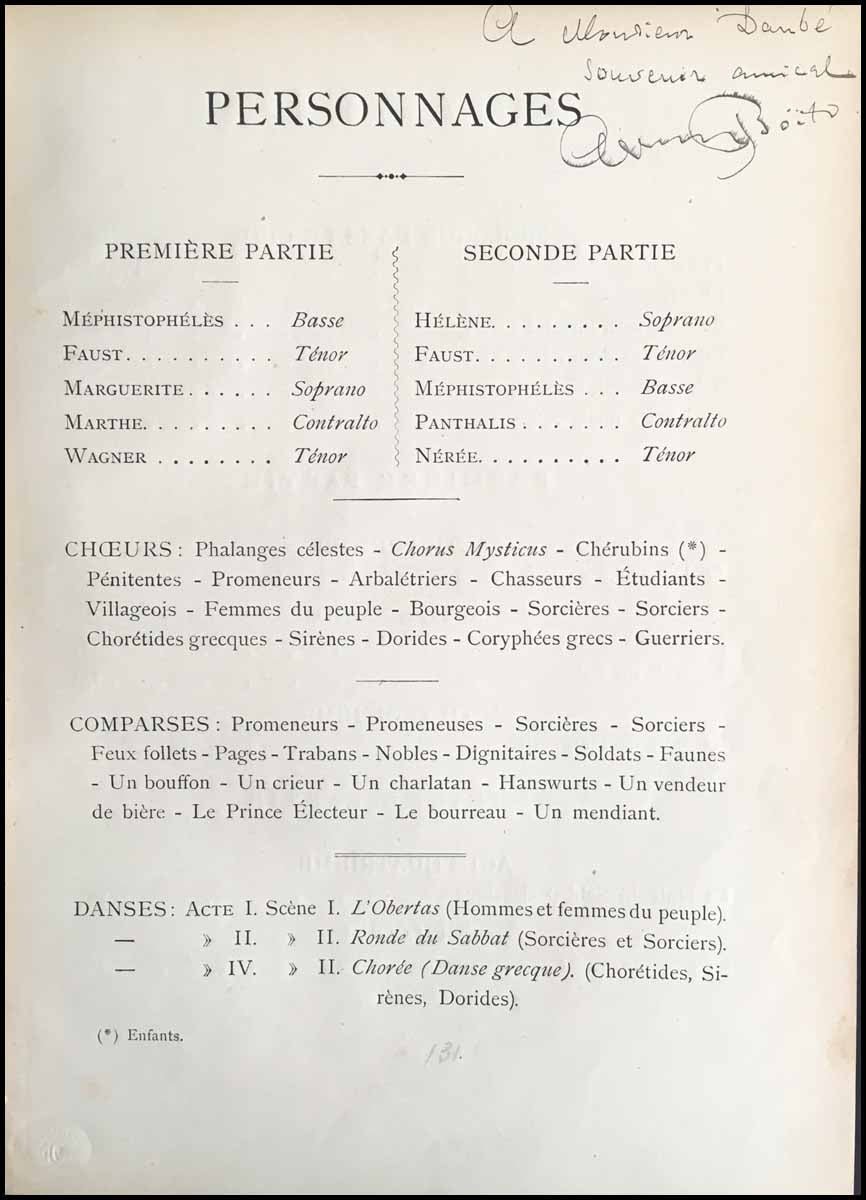 A Monsieur Danbé
souvenir amical
Arrigo Boïto
PERSONNAGES
PREMIÈRE PARTIE
MÉPHISTOPHÉLÈS . . . Basse
FAUST. . . . . . . . . . . Ténor
MARGUERITE . . . . . . Soprano
MARTHE. . . . . . . . . Contralto
WAGNER . . . . . . . . Ténor
SECONDE PARTIE
HÉLÈNE. . . . . . . . . Soprano
FAUST. . . . . . . . . . Ténor
MÉPHISTOPHÉLÈS . . . Basse
PANTHALIS . . . . . . . Contralto
NÉRÉE. . . . . . . . . . Ténor
CHŒURS : Phalanges célestes - Chorus Mysticus - Chérubins (*) -
Pénitentes - Promeneurs - Arbalétriers - Chasseurs - Étudiants -
Villageois - Femmes du peuple - Bourgeois - Sorcières - Sorciers -
Chorétides grecques - Sirènes - Dorides - Coryphées grecs - Guerriers.
COMPARSES : Promeneurs - Promeneuses - Sorcières - Sorciers -
Feux follets - Pages - Trabans - Nobles - Dignitaires - Soldats - Faunes
- Un bouffon - Un crieur - Un charlatan - Hanswurts - Un vendeur
de bière - Le Prince Électeur - Le bourreau - Un mendiant.
DANSES : ACTE I. Scène I. L'Obertas (Hommes et femmes du peuple).
— » II. » II. Ronde du Sabbat (Sorcières et Sorciers).
— » IV. » II. Chorée (Danse grecque). (Chorétides, Si-
rènes, Dorides).
(*) Enfants.
131.